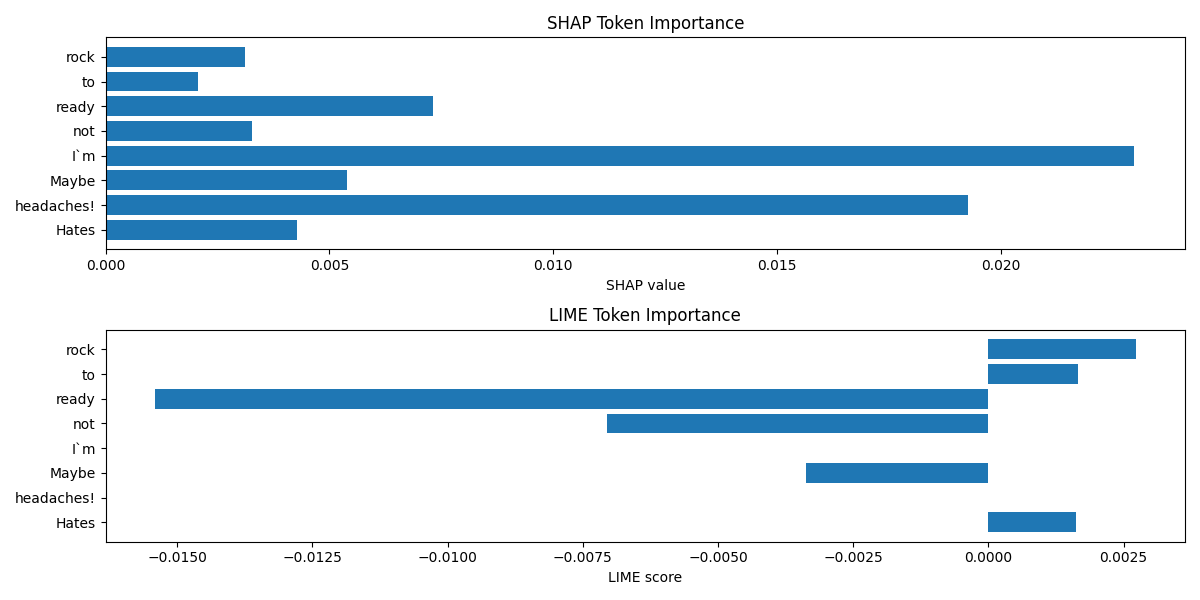 SHAP Token Importance
rock
to
ready
not
I`m
Maybe
headaches!
Hates
0.000 0.005 0.010 0.015 0.020
SHAP value
LIME Token Importance
rock
to
ready
not
I`m
Maybe
headaches!
Hates
−0.0150 −0.0125 −0.0100 −0.0075 −0.0050 −0.0025 0.0000 0.0025
LIME score